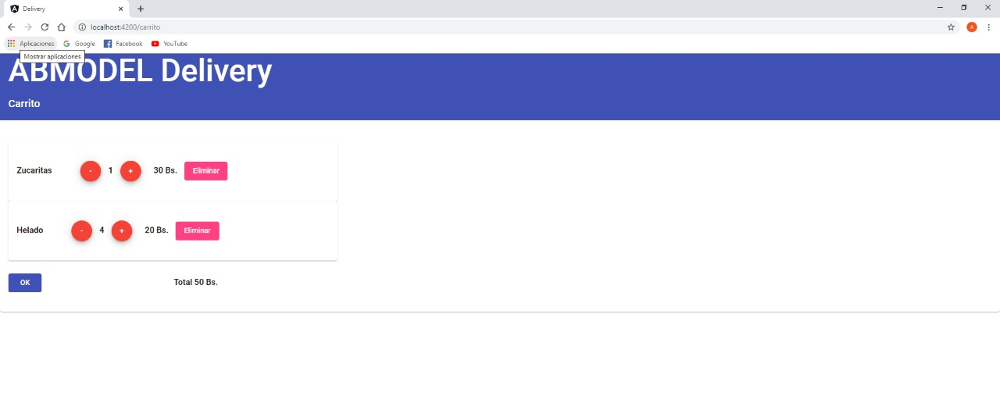 Delivery
localhost:4200/carrito
Aplicaciones Google Facebook YouTube
Mostrar aplicaciones
A
ABMODEL Delivery
Carrito
Zucaritas - 1 + 30 Bs. Eliminar
Helado - 4 + 20 Bs. Eliminar
OK Total 50 Bs.